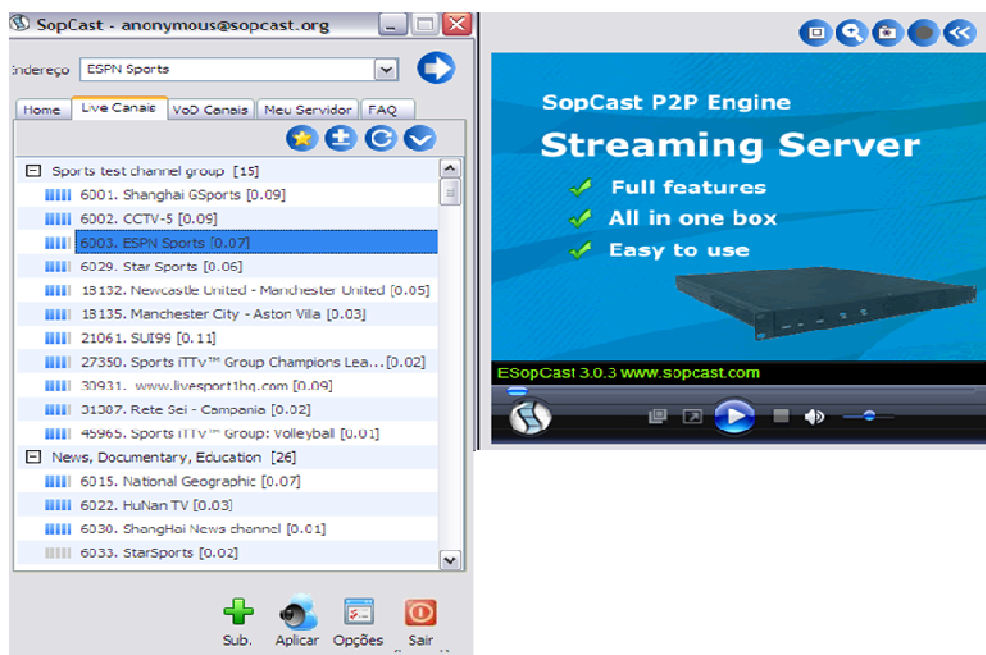 SopCast - anonymous@sopcast.org
Endereço ESPN Sports
Home Live Canais VoD Canais Meu Servidor FAQ
Sports test channel group [15]
6001. Shanghai GSports [0.09]
6002. CCTV-5 [0.09]
6003. ESPN Sports [0.07]
6029. Star Sports [0.06]
18132. Newcastle United - Manchester United [0.05]
18135. Manchester City - Aston Villa [0.03]
21061. SUI99 [0.11]
27350. Sports iTTv™ Group Champions Lea... [0.02]
30931. www.livesport1hq.com [0.09]
31387. Rete Sei - Campania [0.02]
45965. Sports iTTv™ Group: Volleyball [0.01]
News, Documentary, Education [26]
6015. National Geographic [0.07]
6022. HuNan TV [0.03]
6030. ShangHai News channel [0.01]
6033. StarSports [0.02]
Sub. Aplicar Opções Sair
SopCast P2P Engine
Streaming Server
Full features
All in one box
Easy to use
ESopCast 3.0.3 www.sopcast.com